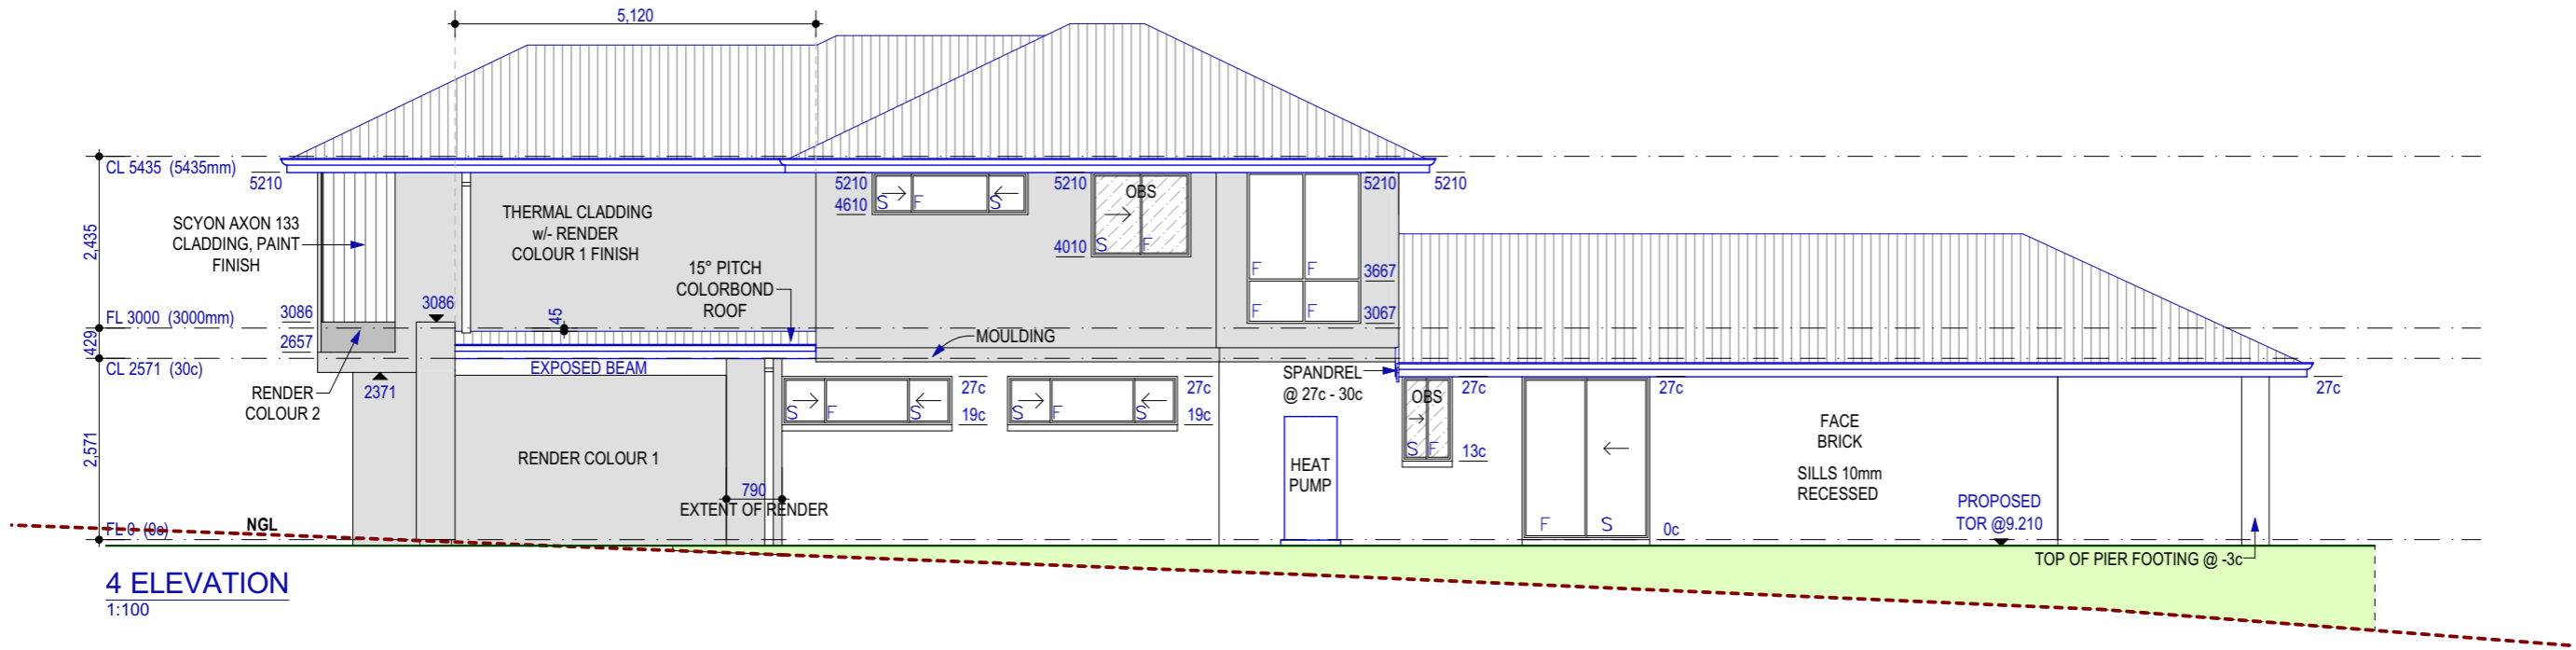 5,120
CL 5435 (5435mm)
5210
5210
4610
S
F
S
5210
OBS
S
F
4010
5210
5210
SCYON AXON 133
CLADDING, PAINT
FINISH
THERMAL CLADDING
w/- RENDER
COLOUR 1 FINISH
15° PITCH
COLORBOND
ROOF
2,435
F
F
3667
F
F
3067
FL 3000 (3000mm)
3086
3086
45
429
2657
MOULDING
CL 2571 (30c)
EXPOSED BEAM
2371
RENDER
COLOUR 2
SPANDREL
@ 27c - 30c
S
F
S
27c
19c
S
F
S
27c
19c
OBS
S
F
27c
13c
27c
27c
2,571
RENDER COLOUR 1
HEAT
PUMP
FACE
BRICK
SILLS 10mm
RECESSED
790
EXTENT OF RENDER
F
S
0c
PROPOSED
TOR @9.210
FL 0 (0c)
NGL
TOP OF PIER FOOTING @ -3c
4 ELEVATION
1:100